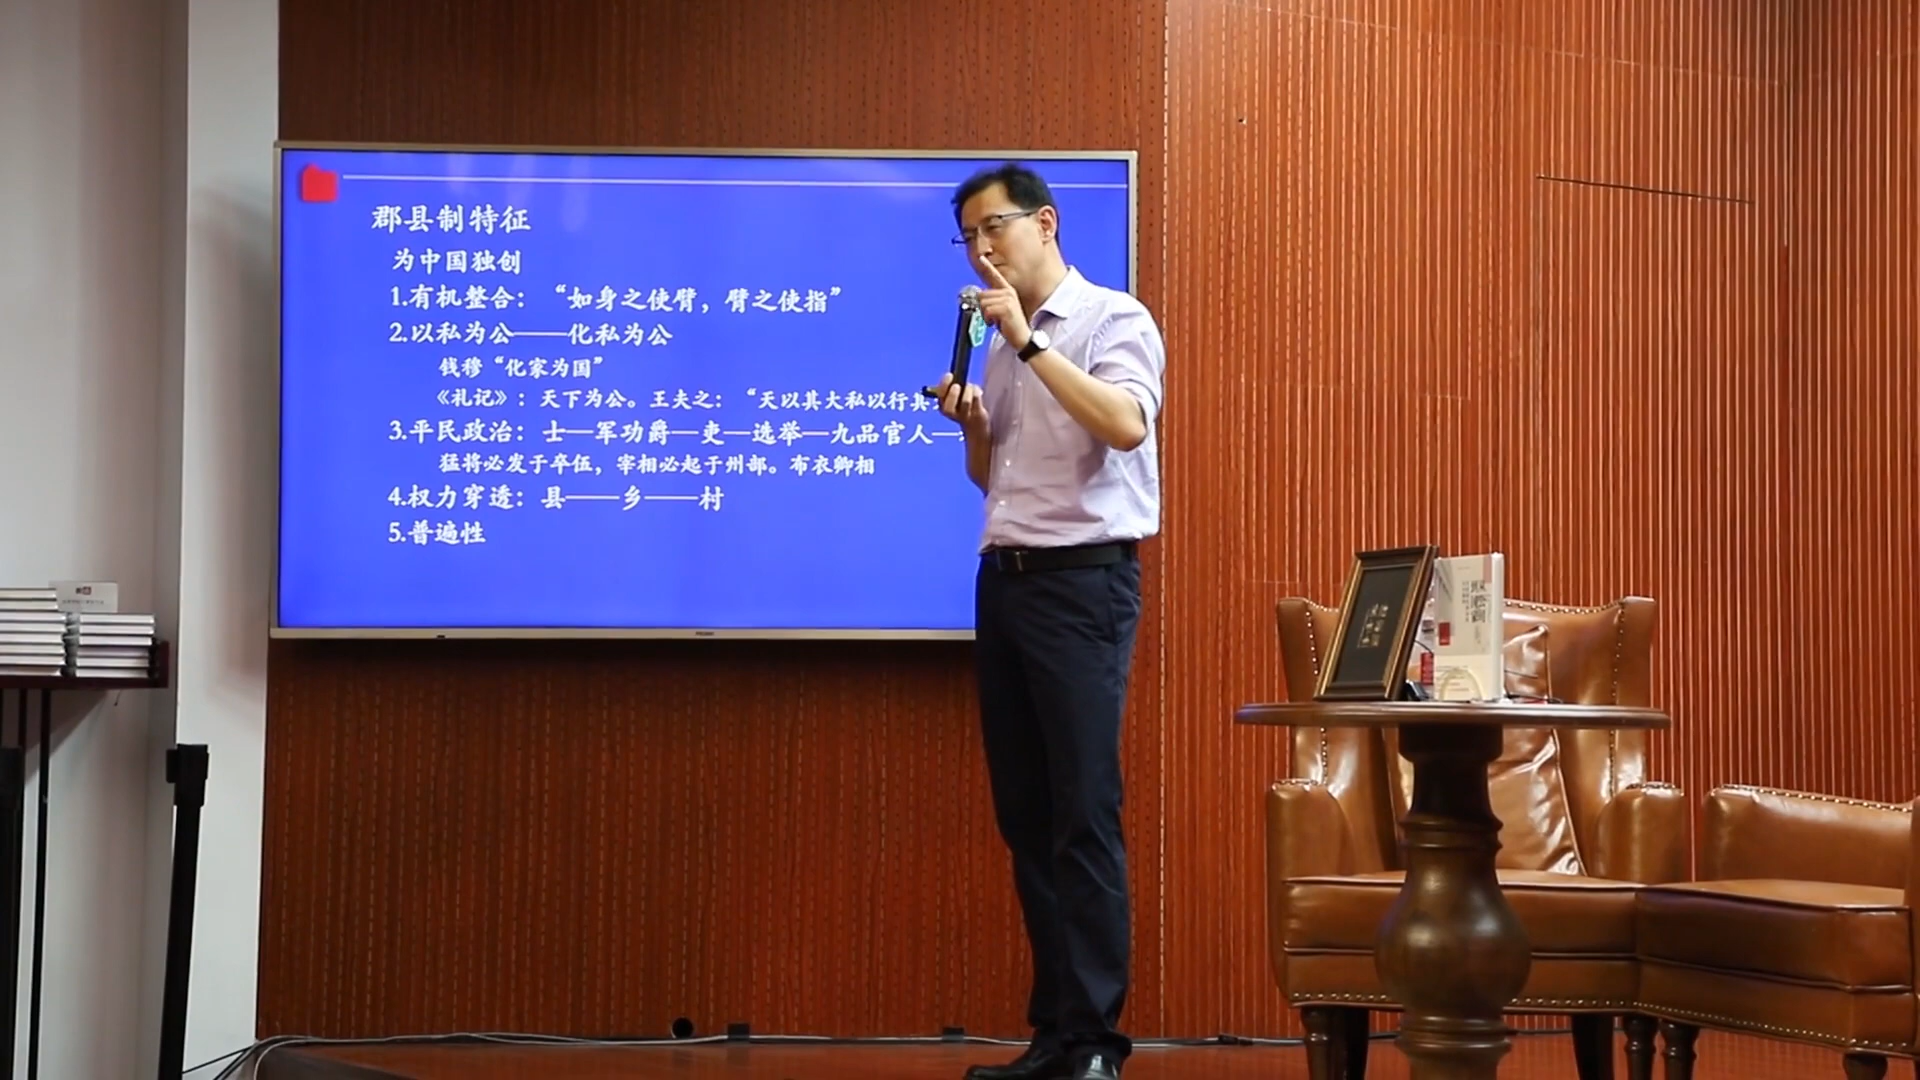 郡县制特征
为中国独创
1.有机整合：“如身之使臂，臂之使指”
2.以私为公——化私为公
钱穆“化家为国”
《礼记》：天下为公。王夫之：“天以其大私以行其
3.平民政治：士—军功爵—吏—选举—九品官人—
猛将必发于卒伍，宰相必起于州部。布衣卿相
4.权力穿透：县——乡——村
5.普遍性